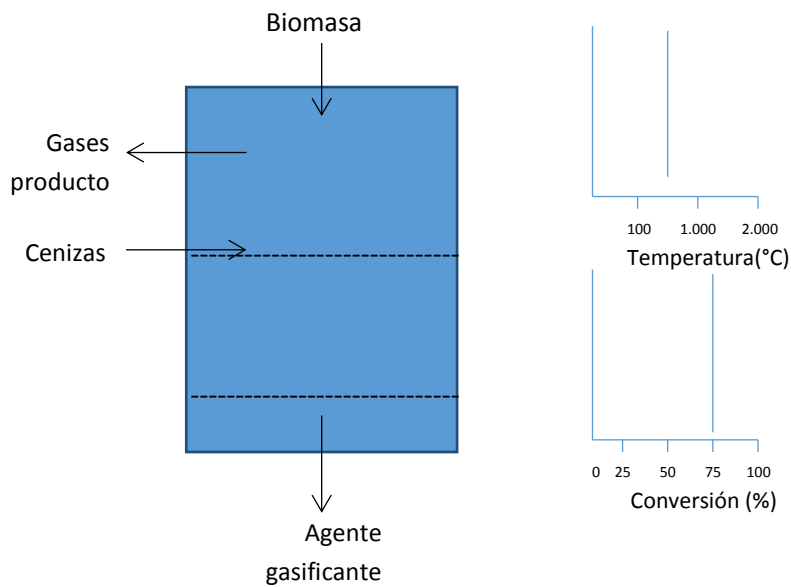 Biomasa
Gases
producto
Cenizas
Agente
gasificante
100 1.000 2.000
Temperatura(°C)
0 25 50 75 100
Conversión (%)